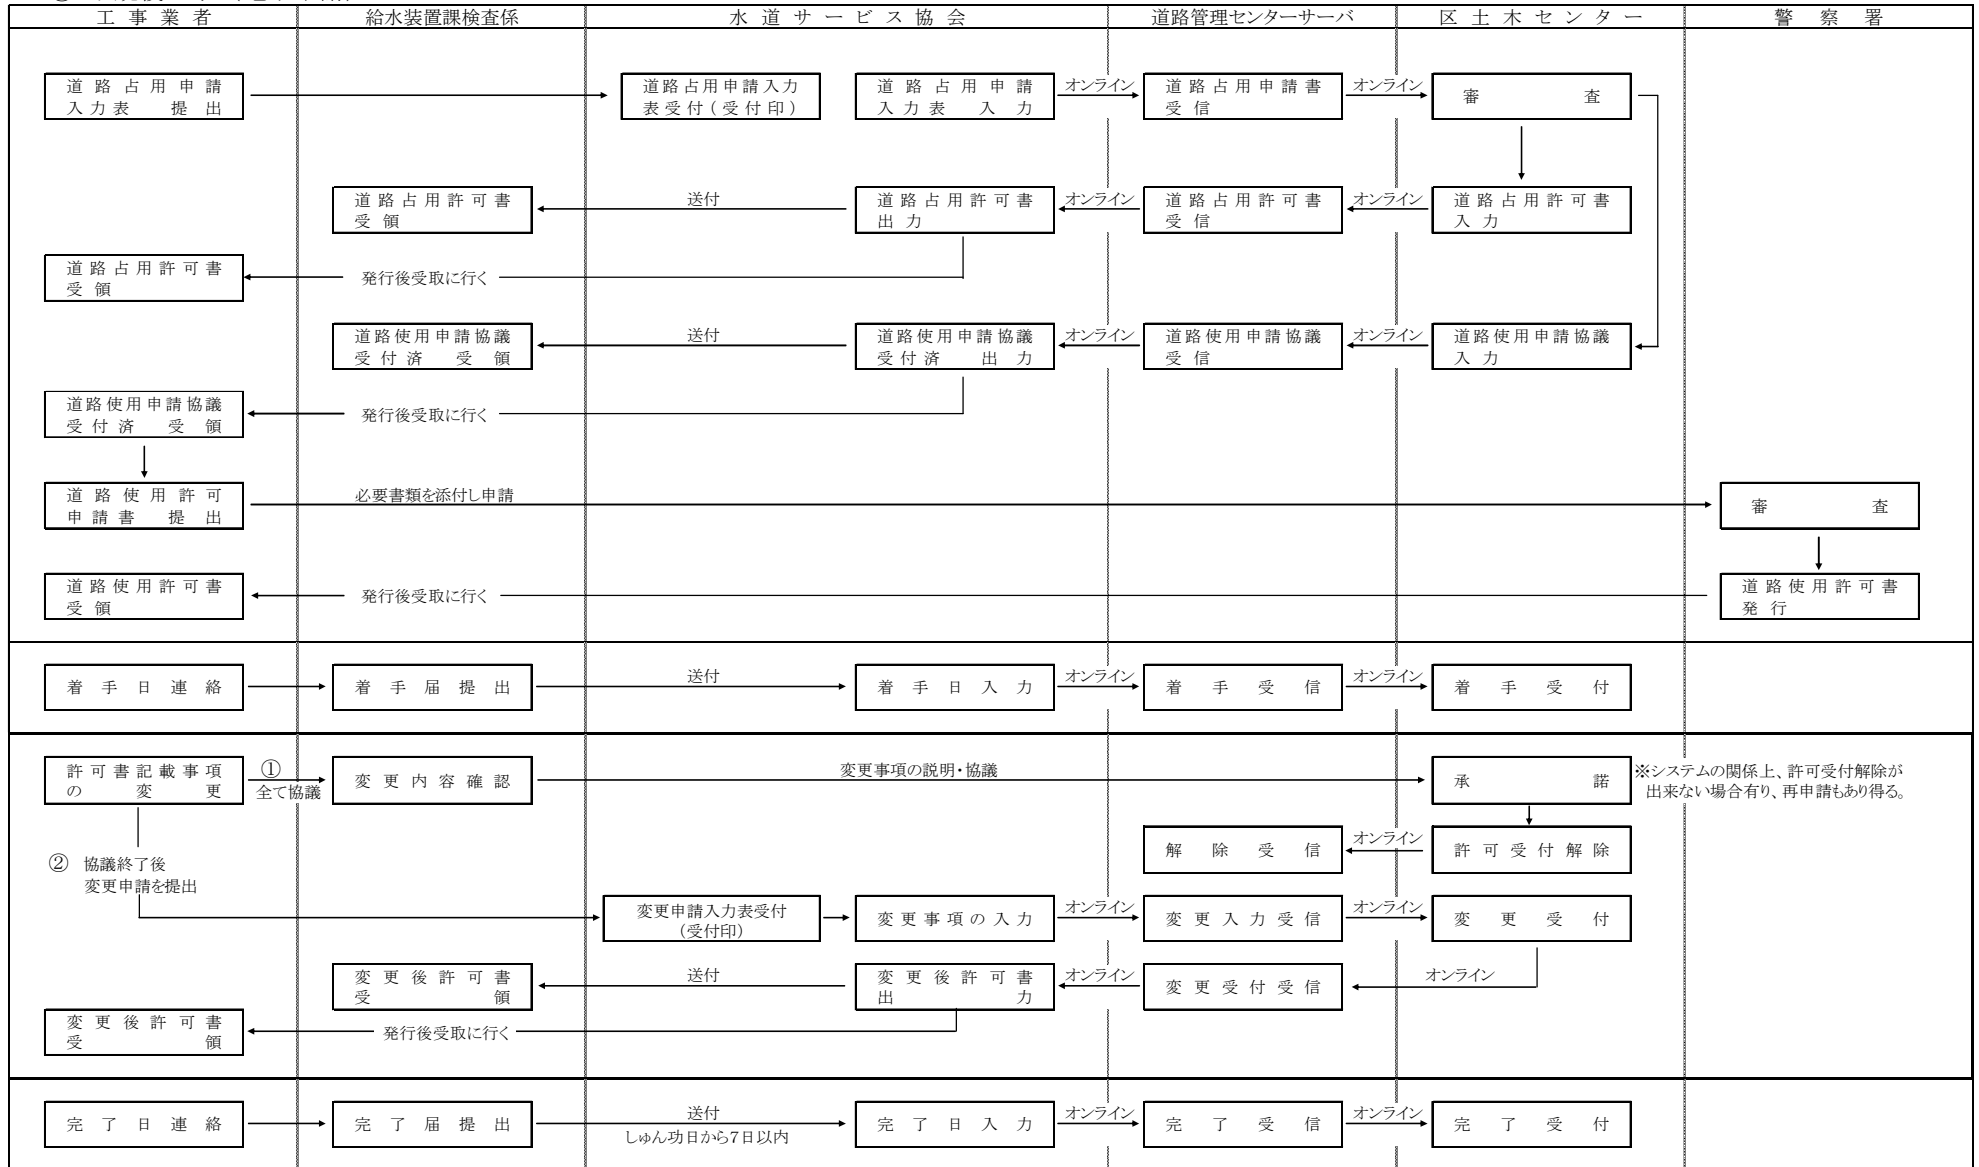 工事業者
給水装置課検査係
水道サービス協会
道路管理センターサーバ
区土木センター
警察署
道路占用申請
入力表 提出
道路占用申請入力
表受付(受付印)
道路占用申請
入力表 入力
オンライン
道路占用申請書
受信
オンライン
審査
道路占用許可書
受領
送付
道路占用許可書
出力
オンライン
道路占用許可書
受信
オンライン
道路占用許可書
入力
道路占用許可書
受領
発行後受取に行く
道路使用申請協議
受付済 受領
送付
道路使用申請協議
受付済 出力
オンライン
道路使用申請協議
受信
オンライン
道路使用申請協議
入力
道路使用申請協議
受付済 受領
発行後受取に行く
道路使用許可
申請書 提出
必要書類を添付し申請
審査
道路使用許可書
受領
発行後受取に行く
道路使用許可書
発行
着手日連絡
着手届提出
送付
着手日入力
オンライン
着手受信
オンライン
着手受付
許可書記載事項
の変更
①
全て協議
変更内容確認
変更事項の説明・協議
承諾
※システムの関係上、許可受付解除が
出来ない場合有り、再申請もあり得る。
解除受信
オンライン
許可受付解除
② 協議終了後
変更申請を提出
変更申請入力表受付
(受付印)
変更事項の入力
オンライン
変更入力受信
オンライン
変更受付
変更後許可書
受領
送付
変更後許可書
出力
オンライン
変更受付受信
オンライン
変更後許可書
受領
発行後受取に行く
完了日連絡
完了届提出
送付
しゅん功日から7日以内
完了日入力
オンライン
完了受信
オンライン
完了受付